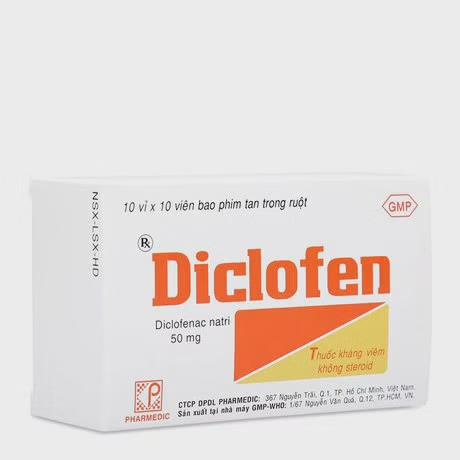 10 vỉ x 10 viên bao phim tan trong ruột
GMP
NSX-LSX-HD
Rx
Diclofen
Diclofenac natri
50 mg
Thuốc kháng viêm
không steroid
PHARMEDIC
CTCP DPDL PHARMEDIC: 367 Nguyễn Trãi, Q.1, TP. Hồ Chí Minh, Việt Nam.
Sản xuất tại nhà máy GMP-WHO: 1/67 Nguyễn Văn Quá, Q.12, TP.HCM, VN.